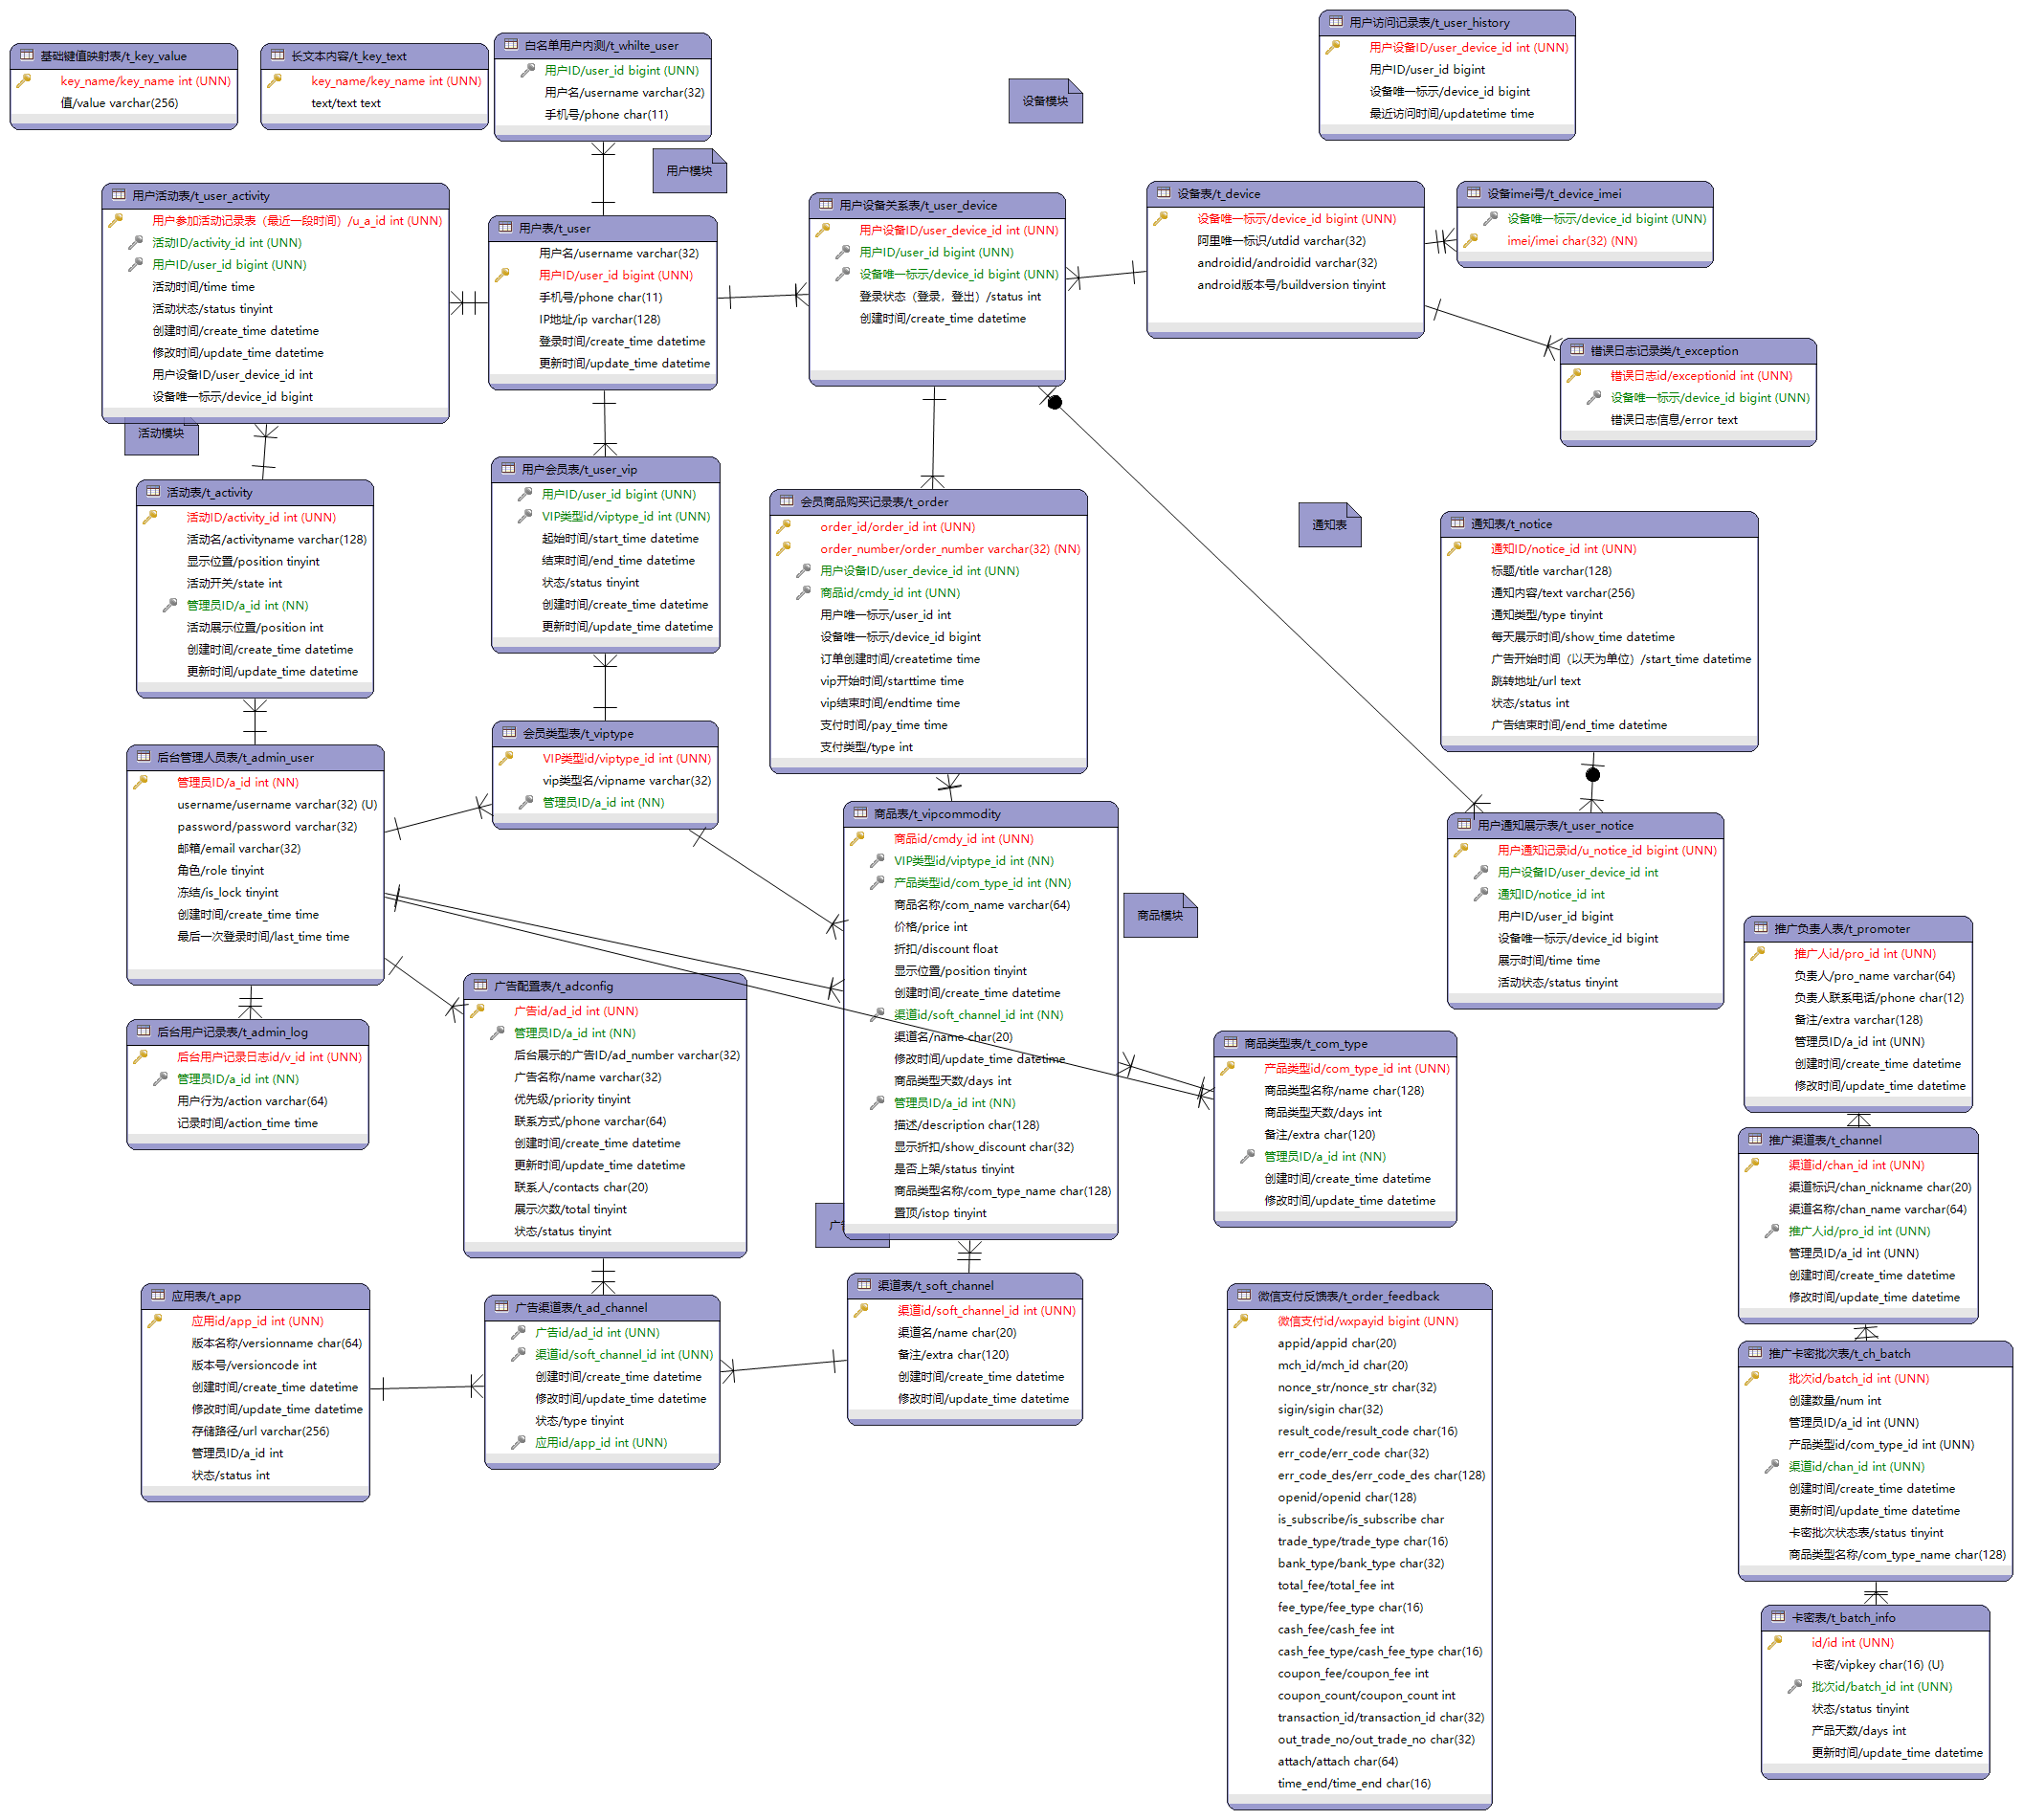 基础键值映射表/t_key_value
key_name/key_name int (UNN)
值/value varchar(256)
长文本内容/t_key_text
key_name/key_name int (UNN)
text/text text
白名单用户内测/t_whilte_user
用户ID/user_id bigint (UNN)
用户名/username varchar(32)
手机号/phone char(11)
用户模块
设备模块
用户访问记录表/t_user_history
用户设备ID/user_device_id int (UNN)
用户ID/user_id bigint
设备唯一标示/device_id bigint
最近访问时间/updatetime time
用户活动表/t_user_activity
用户参加活动记录表（最近一段时间）/u_a_id int (UNN)
活动ID/activity_id int (UNN)
用户ID/user_id bigint (UNN)
活动时间/time time
活动状态/status tinyint
创建时间/create_time datetime
修改时间/update_time datetime
用户设备ID/user_device_id int
设备唯一标示/device_id bigint
活动模块
用户表/t_user
用户名/username varchar(32)
用户ID/user_id bigint (UNN)
手机号/phone char(11)
IP地址/ip varchar(128)
登录时间/create_time datetime
更新时间/update_time datetime
用户设备关系表/t_user_device
用户设备ID/user_device_id int (UNN)
用户ID/user_id bigint (UNN)
设备唯一标示/device_id bigint (UNN)
登录状态（登录，登出）/status int
创建时间/create_time datetime
设备表/t_device
设备唯一标示/device_id bigint (UNN)
阿里唯一标识/utdid varchar(32)
androidid/androidid varchar(32)
android版本号/buildversion tinyint
设备imei号/t_device_imei
设备唯一标示/device_id bigint (UNN)
imei/imei char(32) (NN)
错误日志记录类/t_exception
错误日志id/exceptionid int (UNN)
设备唯一标示/device_id bigint (UNN)
错误日志信息/error text
活动表/t_activity
活动ID/activity_id int (UNN)
活动名/activityname varchar(128)
显示位置/position tinyint
活动开关/state int
管理员ID/a_id int (NN)
活动展示位置/position int
创建时间/create_time datetime
更新时间/update_time datetime
用户会员表/t_user_vip
用户ID/user_id bigint (UNN)
VIP类型id/viptype_id int (UNN)
起始时间/start_time datetime
结束时间/end_time datetime
状态/status tinyint
创建时间/create_time datetime
更新时间/update_time datetime
会员商品购买记录表/t_order
order_id/order_id int (UNN)
order_number/order_number varchar(32) (NN)
用户设备ID/user_device_id int (UNN)
商品id/cmdy_id int (UNN)
用户唯一标示/user_id int
设备唯一标示/device_id bigint
订单创建时间/createtime time
vip开始时间/starttime time
vip结束时间/endtime time
支付时间/pay_time time
支付类型/type int
通知表
通知表/t_notice
通知ID/notice_id int (UNN)
标题/title varchar(128)
通知内容/text varchar(256)
通知类型/type tinyint
每天展示时间/show_time datetime
广告开始时间（以天为单位）/start_time datetime
跳转地址/url text
状态/status int
广告结束时间/end_time datetime
后台管理人员表/t_admin_user
管理员ID/a_id int (NN)
username/username varchar(32) (U)
password/password varchar(32)
邮箱/email varchar(32)
角色/role tinyint
冻结/is_lock tinyint
创建时间/create_time time
最后一次登录时间/last_time time
会员类型表/t_viptype
VIP类型id/viptype_id int (UNN)
vip类型名/vipname varchar(32)
管理员ID/a_id int (NN)
商品表/t_vipcommodity
商品id/cmdy_id int (UNN)
VIP类型id/viptype_id int (NN)
产品类型id/com_type_id int (NN)
商品名称/com_name varchar(64)
价格/price int
折扣/discount float
显示位置/position tinyint
创建时间/create_time datetime
渠道id/soft_channel_id int (NN)
渠道名/name char(20)
修改时间/update_time datetime
商品类型天数/days int
管理员ID/a_id int (NN)
描述/description char(128)
显示折扣/show_discount char(32)
是否上架/status tinyint
商品类型名称/com_type_name char(128)
置顶/istop tinyint
商品模块
用户通知展示表/t_user_notice
用户通知记录id/u_notice_id bigint (UNN)
用户设备ID/user_device_id int
通知ID/notice_id int
用户ID/user_id bigint
设备唯一标示/device_id bigint
展示时间/time time
活动状态/status tinyint
推广负责人表/t_promoter
推广人id/pro_id int (UNN)
负责人/pro_name varchar(64)
负责人联系电话/phone char(12)
备注/extra varchar(128)
管理员ID/a_id int (UNN)
创建时间/create_time datetime
修改时间/update_time datetime
后台用户记录表/t_admin_log
后台用户记录日志id/v_id int (UNN)
管理员ID/a_id int (NN)
用户行为/action varchar(64)
记录时间/action_time time
广告配置表/t_adconfig
广告id/ad_id int (UNN)
管理员ID/a_id int (NN)
后台展示的广告ID/ad_number varchar(32)
广告名称/name varchar(32)
优先级/priority tinyint
联系方式/phone varchar(64)
创建时间/create_time datetime
更新时间/update_time datetime
联系人/contacts char(20)
展示次数/total tinyint
状态/status tinyint
商品类型表/t_com_type
产品类型id/com_type_id int (UNN)
商品类型名称/name char(128)
商品类型天数/days int
备注/extra char(120)
管理员ID/a_id int (NN)
创建时间/create_time datetime
修改时间/update_time datetime
推广渠道表/t_channel
渠道id/chan_id int (UNN)
渠道标识/chan_nickname char(20)
渠道名称/chan_name varchar(64)
推广人id/pro_id int (UNN)
管理员ID/a_id int (UNN)
创建时间/create_time datetime
修改时间/update_time datetime
应用表/t_app
应用id/app_id int (UNN)
版本名称/versionname char(64)
版本号/versioncode int
创建时间/create_time datetime
修改时间/update_time datetime
存储路径/url varchar(256)
管理员ID/a_id int
状态/status int
广告渠道表/t_ad_channel
广告id/ad_id int (UNN)
渠道id/soft_channel_id int (UNN)
创建时间/create_time datetime
修改时间/update_time datetime
状态/type tinyint
应用id/app_id int (UNN)
渠道表/t_soft_channel
渠道id/soft_channel_id int (UNN)
渠道名/name char(20)
备注/extra char(120)
创建时间/create_time datetime
修改时间/update_time datetime
微信支付反馈表/t_order_feedback
微信支付id/wxpayid bigint (UNN)
appid/appid char(20)
mch_id/mch_id char(20)
nonce_str/nonce_str char(32)
sigin/sigin char(32)
result_code/result_code char(16)
err_code/err_code char(32)
err_code_des/err_code_des char(128)
openid/openid char(128)
is_subscribe/is_subscribe char
trade_type/trade_type char(16)
bank_type/bank_type char(32)
total_fee/total_fee int
fee_type/fee_type char(16)
cash_fee/cash_fee int
cash_fee_type/cash_fee_type char(16)
coupon_fee/coupon_fee int
coupon_count/coupon_count int
transaction_id/transaction_id char(32)
out_trade_no/out_trade_no char(32)
attach/attach char(64)
time_end/time_end char(16)
推广卡密批次表/t_ch_batch
批次id/batch_id int (UNN)
创建数量/num int
管理员ID/a_id int (UNN)
产品类型id/com_type_id int (UNN)
渠道id/chan_id int (UNN)
创建时间/create_time datetime
更新时间/update_time datetime
卡密批次状态表/status tinyint
商品类型名称/com_type_name char(128)
卡密表/t_batch_info
id/id int (UNN)
卡密/vipkey char(16) (U)
批次id/batch_id int (UNN)
状态/status tinyint
产品天数/days int
更新时间/update_time datetime